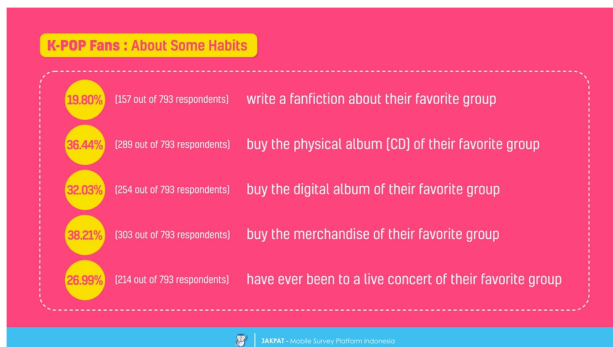 K-POP Fans : About Some Habits
19.80% (157 out of 793 respondents) write a fanfiction about their favorite group
36.44% (289 out of 793 respondents) buy the physical album (CD) of their favorite group
32.03% (254 out of 793 respondents) buy the digital album of their favorite group
38.21% (303 out of 793 respondents) buy the merchandise of their favorite group
26.99% (214 out of 793 respondents) have ever been to a live concert of their favorite group
JAKPAT - Mobile Survey Platform Indonesia